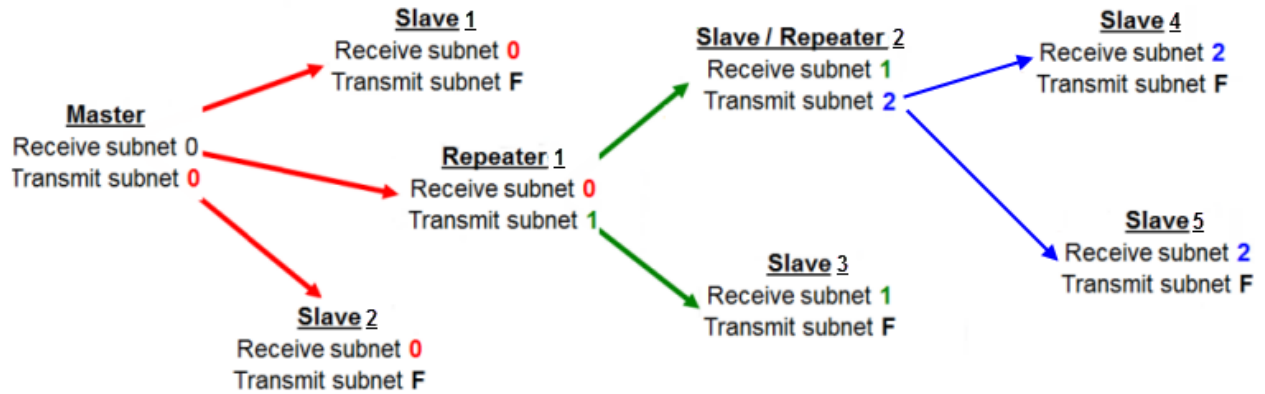 Master
Receive subnet 0
Transmit subnet 0
Slave 1
Receive subnet 0
Transmit subnet F
Slave 2
Receive subnet 0
Transmit subnet F
Repeater 1
Receive subnet 0
Transmit subnet 1
Slave / Repeater 2
Receive subnet 1
Transmit subnet 2
Slave 3
Receive subnet 1
Transmit subnet F
Slave 4
Receive subnet 2
Transmit subnet F
Slave 5
Receive subnet 2
Transmit subnet F